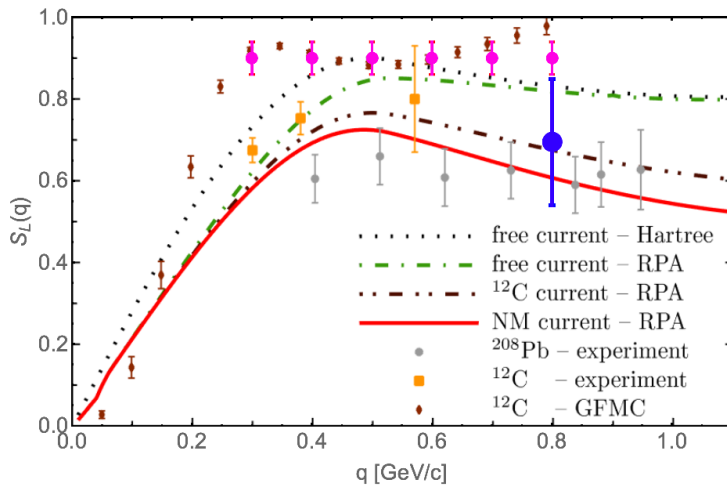 1.0
0.8
0.6
0.4
0.2
0.0
S_L(q)
free current – Hartree
free current – RPA
¹²C current – RPA
NM current – RPA
²⁰⁸Pb – experiment
¹²C – experiment
¹²C – GFMC
0.0 0.2 0.4 0.6 0.8 1.0
q [GeV/c]